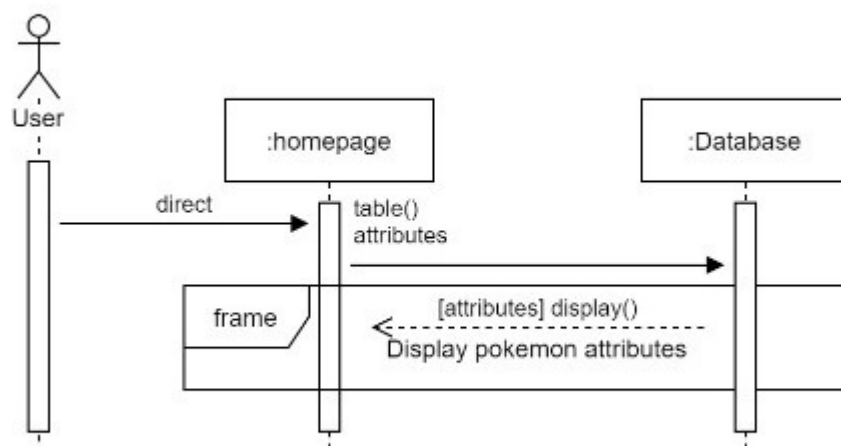 User
:homepage
:Database
direct
table()
attributes
frame
[attributes] display()
Display pokemon attributes